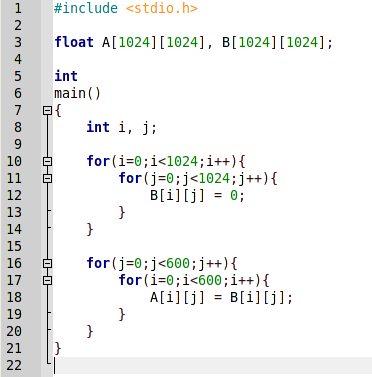 1 #include <stdio.h>
2
3 float A[1024][1024], B[1024][1024];
4
5 int
6 main()
7 {
8     int i, j;
9
10     for(i=0;i<1024;i++){
11         for(j=0;j<1024;j++){
12             B[i][j] = 0;
13         }
14     }
15
16     for(j=0;j<600;j++){
17         for(i=0;i<600;i++){
18             A[i][j] = B[i][j];
19         }
20     }
21 }
22